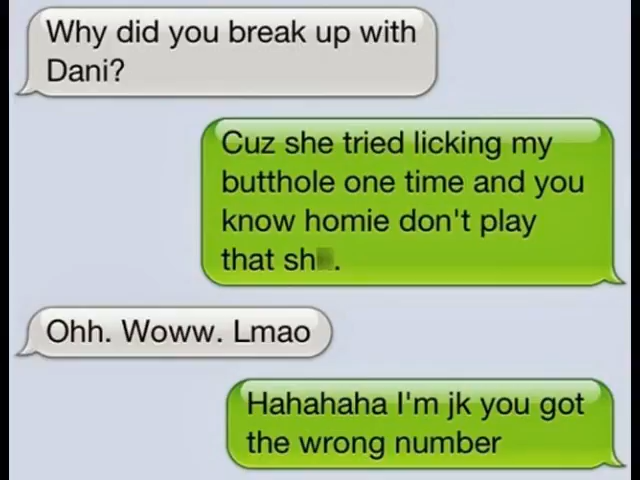 Why did you break up with
Dani?
Cuz she tried licking my
butthole one time and you
know homie don't play
that sh.
Ohh. Woww. Lmao
Hahahaha I'm jk you got
the wrong number